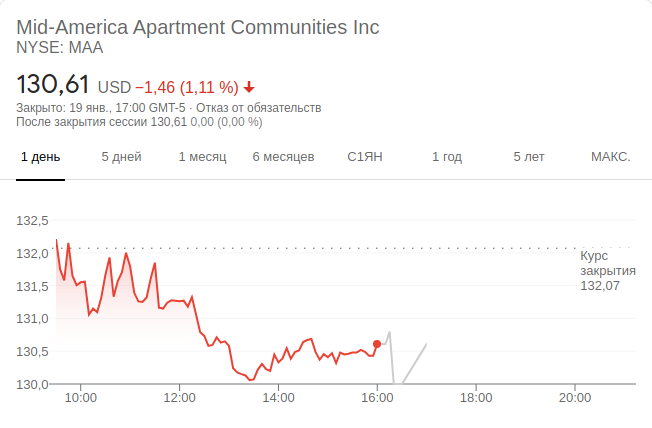 Mid-America Apartment Communities Inc
NYSE: MAA
130,61 USD −1,46 (1,11 %)
Закрыто: 19 янв., 17:00 GMT-5 · Отказ от обязательств
После закрытия сессии 130,61 0,00 (0,00 %)
1 день 5 дней 1 месяц 6 месяцев С1ЯН 1 год 5 лет МАКС.
132,5
132,0
131,5
131,0
130,5
130,0
Курс
закрытия
132,07
10:00 12:00 14:00 16:00 18:00 20:00